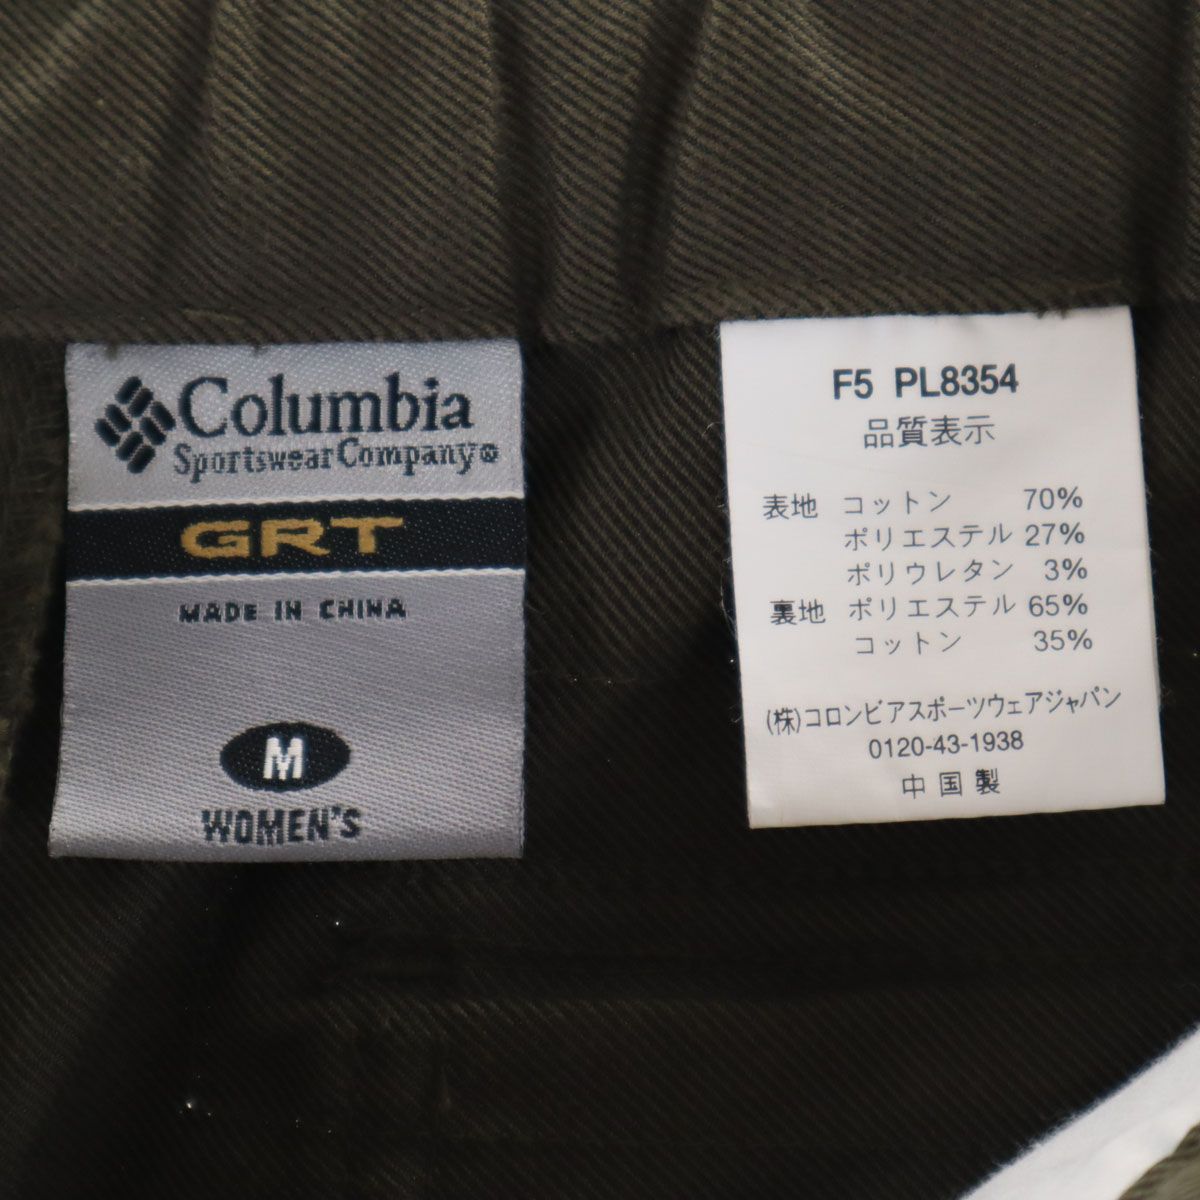 Columbia
Sportswear Company®
GRT
MADE IN CHINA
M
WOMEN'S
F5 PL8354
品質表示
表地 コットン 70%
ポリエステル 27%
ポリウレタン 3%
裏地 ポリエステル 65%
コットン 35%
(株)コロンビアスポーツウェアジャパン
0120-43-1938
中国製